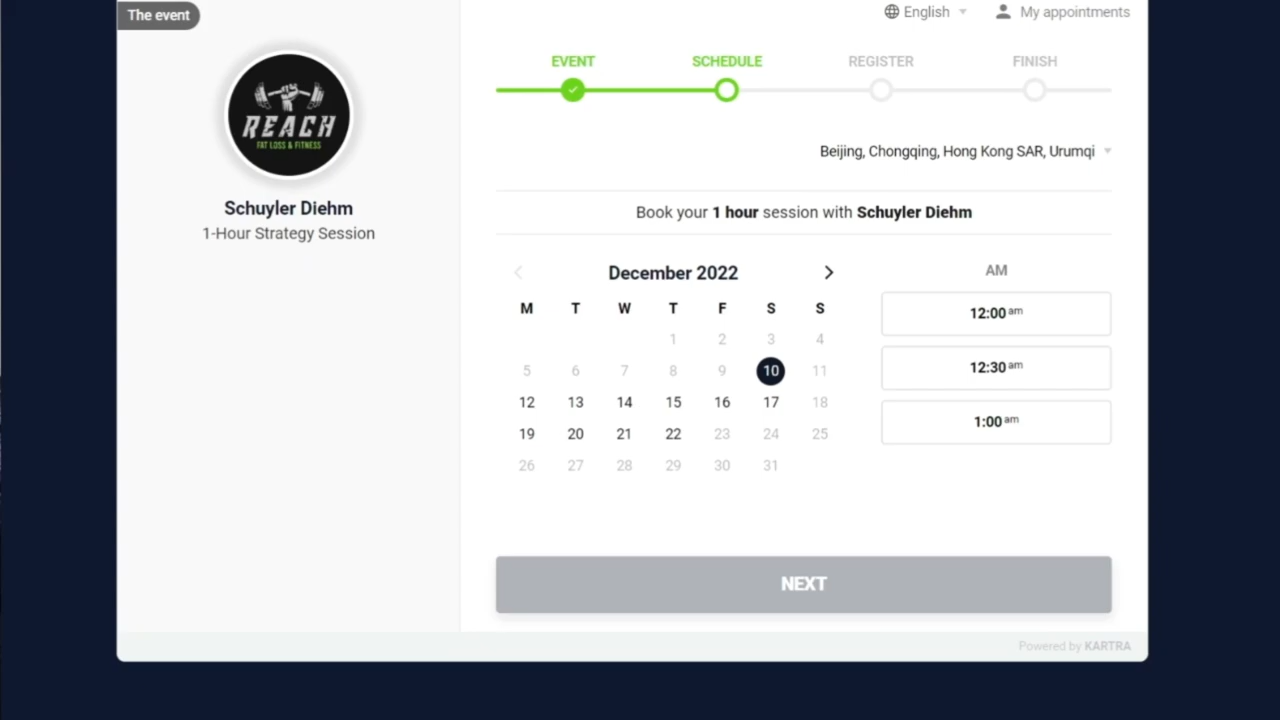 The event
English
My appointments
EVENT
SCHEDULE
REGISTER
FINISH
REACH
FAT LOSS & FITNESS
Schuyler Diehm
1-Hour Strategy Session
Beijing, Chongqing, Hong Kong SAR, Urumqi
Book your 1 hour session with Schuyler Diehm
December 2022
M T W T F S S
1 2 3 4
5 6 7 8 9 10 11
12 13 14 15 16 17 18
19 20 21 22 23 24 25
26 27 28 29 30 31
AM
12:00 am
12:30 am
1:00 am
NEXT
Powered by KARTRA